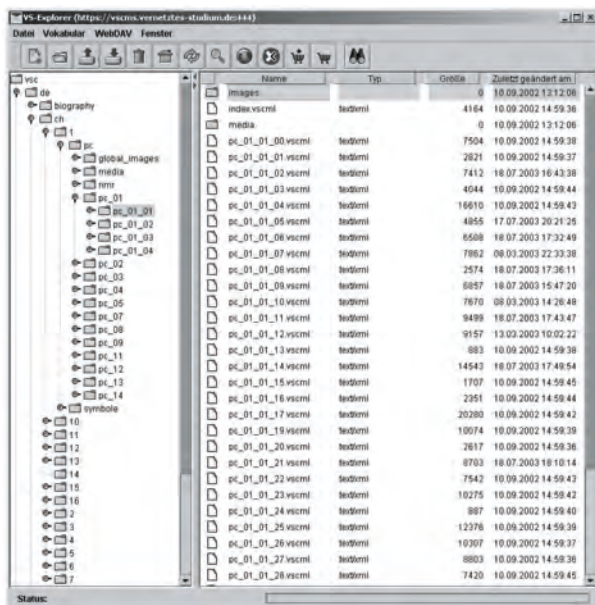 VS-Explorer (https://vscms.vernetztes-studium.de:444)
Datei Vokabular WebDAV Fenster
vsc
de
biography
ch
1
pc
global_images
media
nmr
pc_01
pc_01_01
pc_01_02
pc_01_03
pc_01_04
pc_02
pc_03
pc_04
pc_05
pc_07
pc_08
pc_09
pc_11
pc_12
pc_13
pc_14
symbole
10
11
12
13
14
15
16
2
3
4
5
6
7
Name Typ Größe Zuletzt geändert am
images 0 10.09.2002 13:12:06
index.vscml text/xml 4164 10.09.2002 14:59:36
media 0 10.09.2002 13:12:06
pc_01_01_00.vscml text/xml 7504 10.09.2002 14:59:38
pc_01_01_01.vscml text/xml 2821 10.09.2002 14:59:37
pc_01_01_02.vscml text/xml 7412 18.07.2003 16:43:38
pc_01_01_03.vscml text/xml 4044 10.09.2002 14:59:44
pc_01_01_04.vscml text/xml 16610 10.09.2002 14:59:43
pc_01_01_05.vscml text/xml 4855 17.07.2003 20:21:25
pc_01_01_06.vscml text/xml 6508 18.07.2003 17:32:49
pc_01_01_07.vscml text/xml 7862 08.03.2003 22:33:38
pc_01_01_08.vscml text/xml 2574 18.07.2003 17:36:11
pc_01_01_09.vscml text/xml 6857 18.07.2003 15:47:20
pc_01_01_10.vscml text/xml 7670 08.03.2003 14:26:48
pc_01_01_11.vscml text/xml 9499 18.07.2003 17:43:47
pc_01_01_12.vscml text/xml 9157 13.03.2003 10:02:22
pc_01_01_13.vscml text/xml 883 10.09.2002 14:59:38
pc_01_01_14.vscml text/xml 14543 18.07.2003 17:49:54
pc_01_01_15.vscml text/xml 1707 10.09.2002 14:59:45
pc_01_01_16.vscml text/xml 2351 10.09.2002 14:59:44
pc_01_01_17.vscml text/xml 20280 10.09.2002 14:59:42
pc_01_01_19.vscml text/xml 10074 10.09.2002 14:59:39
pc_01_01_20.vscml text/xml 2617 10.09.2002 14:59:36
pc_01_01_21.vscml text/xml 8703 18.07.2003 18:10:14
pc_01_01_22.vscml text/xml 7542 10.09.2002 14:59:43
pc_01_01_23.vscml text/xml 10275 10.09.2002 14:59:42
pc_01_01_24.vscml text/xml 887 10.09.2002 14:59:40
pc_01_01_25.vscml text/xml 12376 10.09.2002 14:59:39
pc_01_01_26.vscml text/xml 10307 10.09.2002 14:59:37
pc_01_01_27.vscml text/xml 8803 10.09.2002 14:59:36
pc_01_01_28.vscml text/xml 7420 10.09.2002 14:59:45
Status: